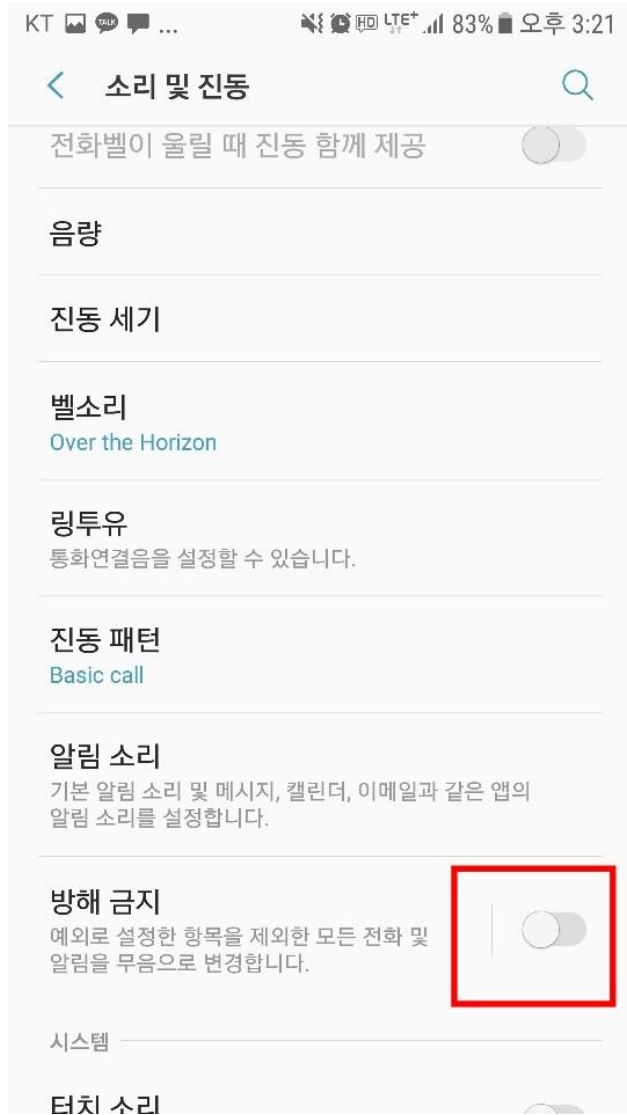 KT TALK ... HD LTE+ 83% 오후 3:21
소리 및 진동
전화벨이 울릴 때 진동 함께 제공
음량
진동 세기
벨소리
Over the Horizon
링투유
통화연결음을 설정할 수 있습니다.
진동 패턴
Basic call
알림 소리
기본 알림 소리 및 메시지, 캘린더, 이메일과 같은 앱의
알림 소리를 설정합니다.
방해 금지
예외로 설정한 항목을 제외한 모든 전화 및
알림을 무음으로 변경합니다.
시스템
터치 소리